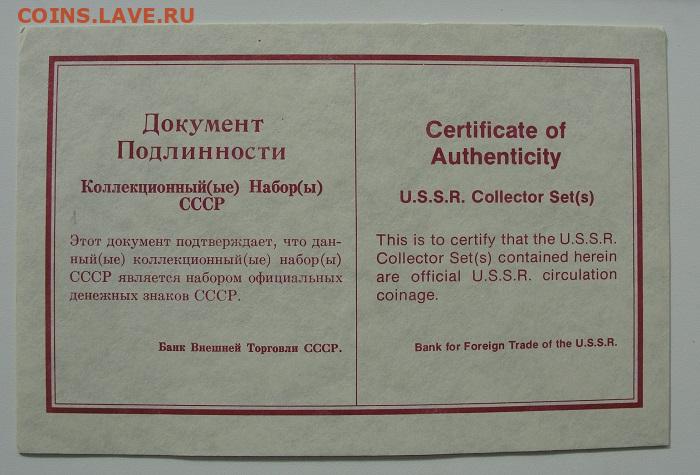 COINS.LAVE.RU
Документ
Подлинности
Коллекционный(ые) Набор(ы)
СССР
Этот документ подтверждает, что дан-
ный(ые) коллекционный(ые) набор(ы)
СССР является набором официальных
денежных знаков СССР.
Банк Внешней Торговли СССР.
Certificate of
Authenticity
U.S.S.R. Collector Set(s)
This is to certify that the U.S.S.R.
Collector Set(s) contained herein
are official U.S.S.R. circulation
coinage.
Bank for Foreign Trade of the U.S.S.R.